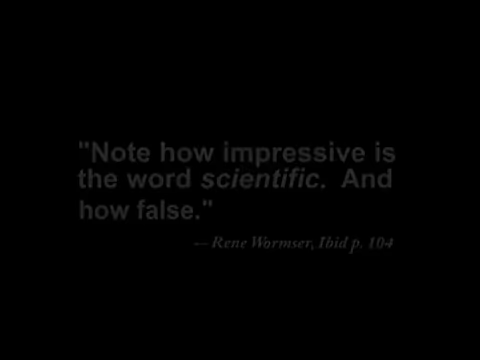 "Note how impressive is
the word scientific. And
how false."
— Rene Wormser, Ibid p. 104